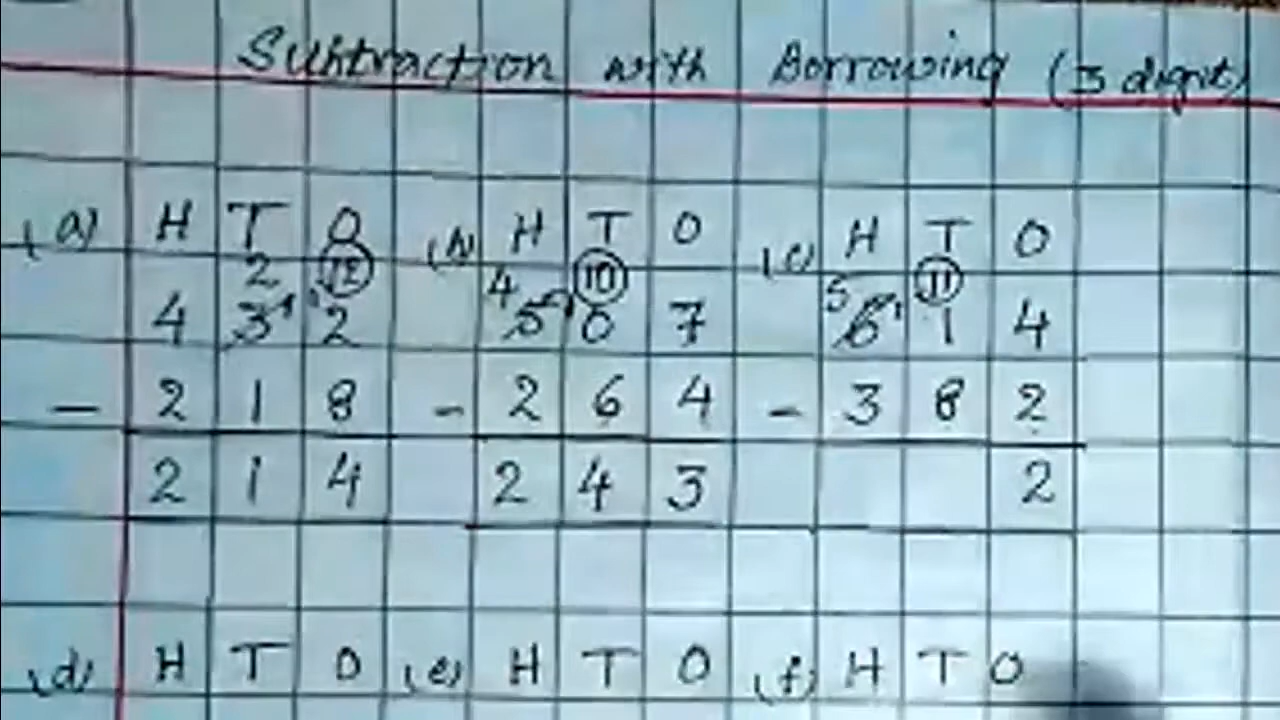 Subtraction with Borrowing (3 digit)
(a) H T O (b) H T O (c) H T O
2 12 4 10 5 11
4 3 2 5 0 7 6 1 4
- 2 1 8 - 2 6 4 - 3 8 2
2 1 4 2 4 3 2
(d) H T O (e) H T O (f) H T O